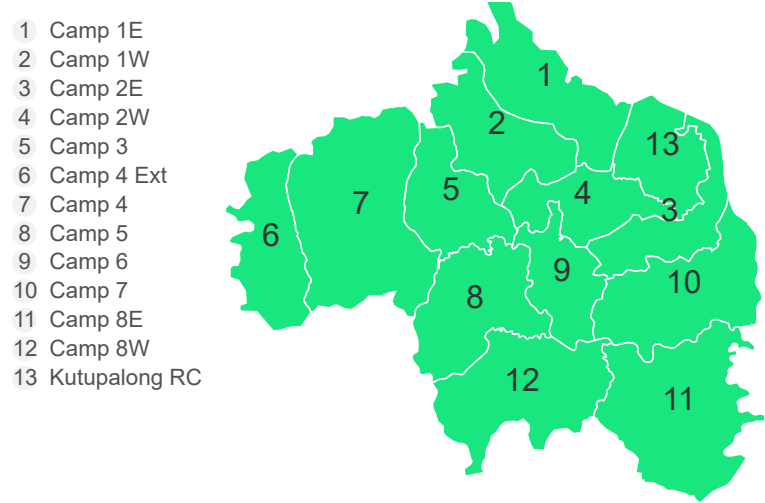 1 Camp 1E
2 Camp 1W
3 Camp 2E
4 Camp 2W
5 Camp 3
6 Camp 4 Ext
7 Camp 4
8 Camp 5
9 Camp 6
10 Camp 7
11 Camp 8E
12 Camp 8W
13 Kutupalong RC
1
2
13
4
5
7
3
6
9
10
8
12
11